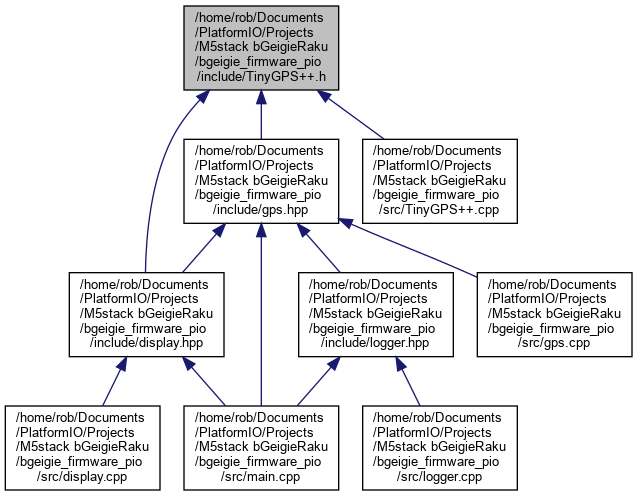 /home/rob/Documents
/PlatformIO/Projects
/M5stack bGeigieRaku
/bgeigie_firmware_pio
/include/TinyGPS++.h
/home/rob/Documents
/PlatformIO/Projects
/M5stack bGeigieRaku
/bgeigie_firmware_pio
/include/gps.hpp
/home/rob/Documents
/PlatformIO/Projects
/M5stack bGeigieRaku
/bgeigie_firmware_pio
/src/TinyGPS++.cpp
/home/rob/Documents
/PlatformIO/Projects
/M5stack bGeigieRaku
/bgeigie_firmware_pio
/include/display.hpp
/home/rob/Documents
/PlatformIO/Projects
/M5stack bGeigieRaku
/bgeigie_firmware_pio
/include/logger.hpp
/home/rob/Documents
/PlatformIO/Projects
/M5stack bGeigieRaku
/bgeigie_firmware_pio
/src/gps.cpp
/home/rob/Documents
/PlatformIO/Projects
/M5stack bGeigieRaku
/bgeigie_firmware_pio
/src/display.cpp
/home/rob/Documents
/PlatformIO/Projects
/M5stack bGeigieRaku
/bgeigie_firmware_pio
/src/main.cpp
/home/rob/Documents
/PlatformIO/Projects
/M5stack bGeigieRaku
/bgeigie_firmware_pio
/src/logger.cpp